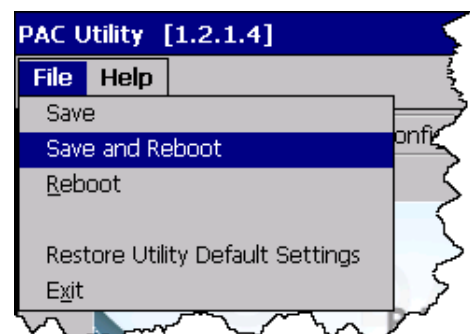 PAC Utility [1.2.1.4]
File Help
Save
Save and Reboot
Reboot
Restore Utility Default Settings
Exit